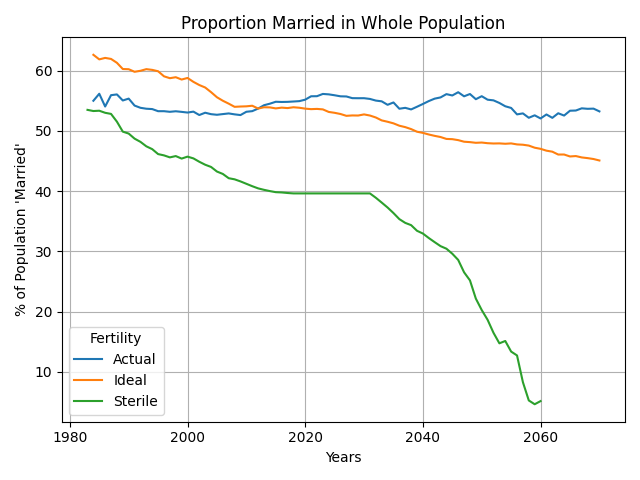 Proportion Married in Whole Population
% of Population 'Married'
60
50
40
30
20
10
Fertility
Actual
Ideal
Sterile
1980
2000
2020
2040
2060
Years